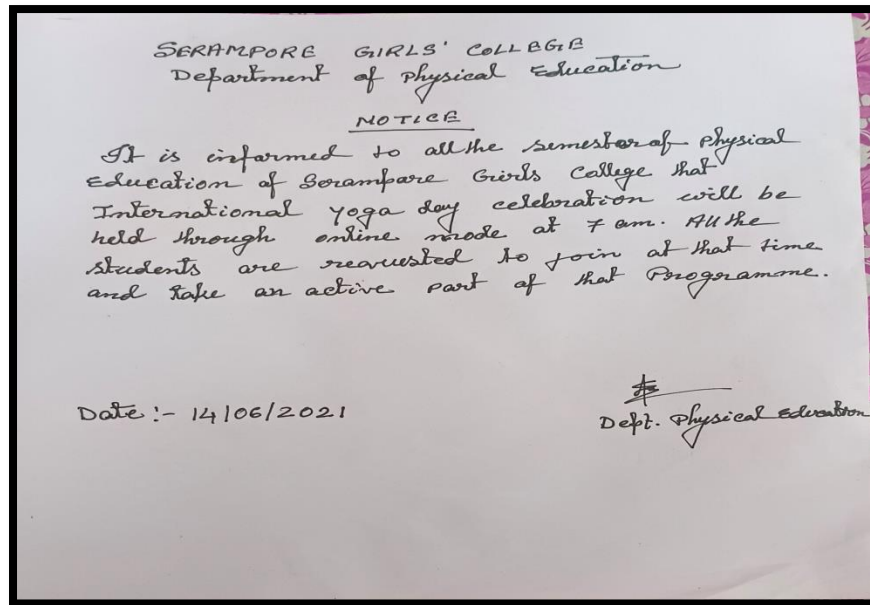 SERAMPORE GIRLS' COLLEGE
Department of Physical Education
NOTICE
It is informed to all the semester of physical
Education of Serampore Girls College that
International yoga day celebration will be
held through online mode at 7 am. All the
students are requested to join at that time
and take an active part of that Programme.
Date :- 14/06/2021
Dept. Physical Education